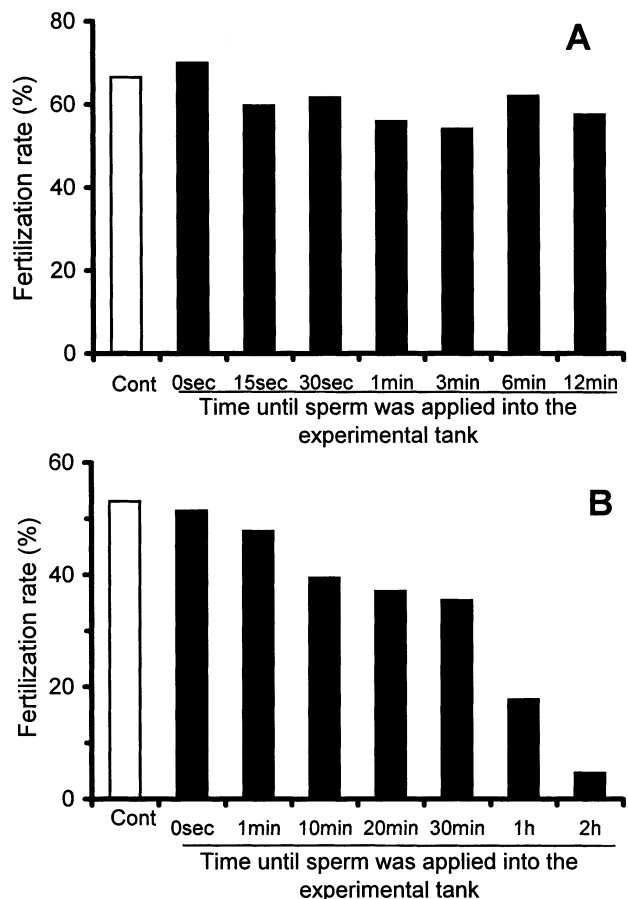 A
Fertilization rate (%)
80
60
40
20
0
Cont 0sec 15sec 30sec 1min 3min 6min 12min
Time until sperm was applied into the
experimental tank
B
Fertilization rate (%)
60
40
20
0
Cont 0sec 1min 10min 20min 30min 1h 2h
Time until sperm was applied into the
experimental tank